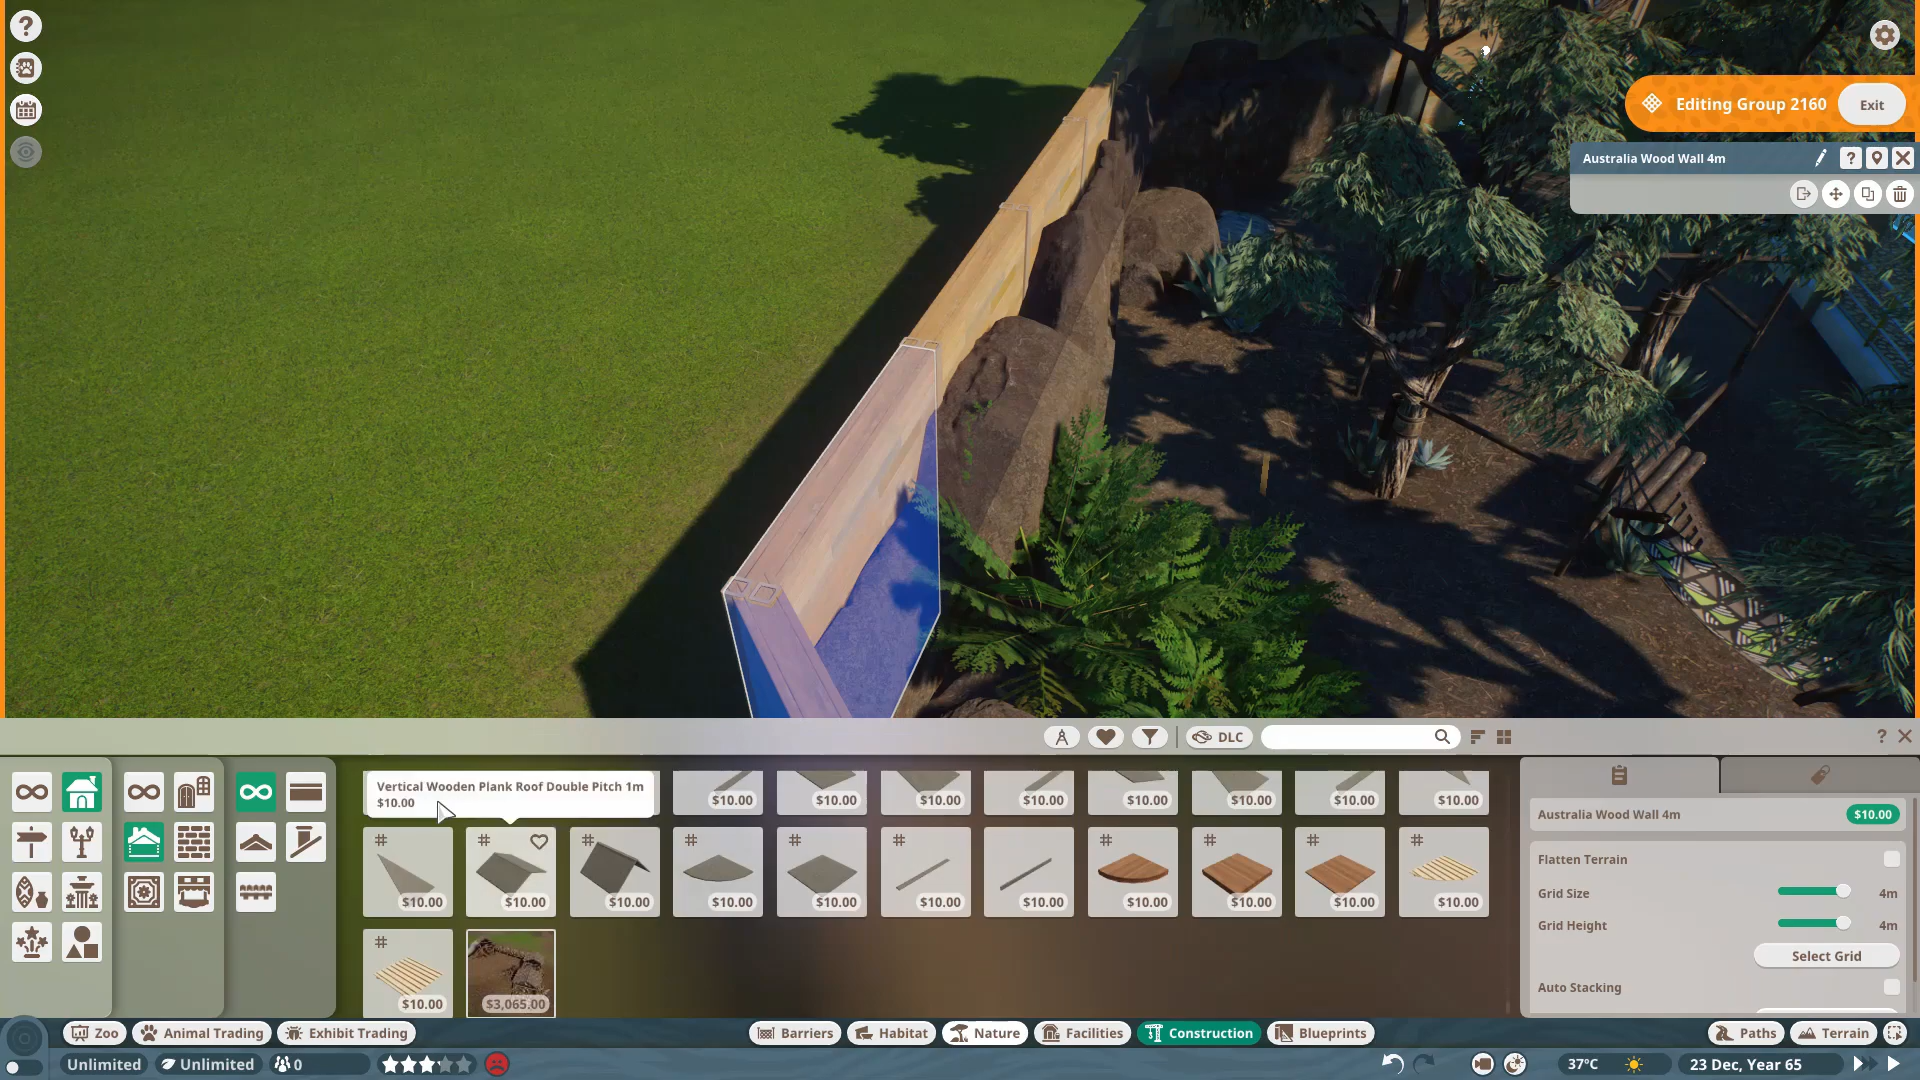 Editing Group 2160
Exit
Australia Wood Wall 4m
DLC
Vertical Wooden Plank Roof Double Pitch 1m
$10.00
$10.00 $10.00 $10.00 $10.00 $10.00 $10.00 $10.00 $10.00
$10.00 $10.00 $10.00 $10.00 $10.00 $10.00 $10.00 $10.00 $10.00 $10.00 $10.00
$10.00 $3,065.00
Australia Wood Wall 4m $10.00
Flatten Terrain
Grid Size 4m
Grid Height 4m
Select Grid
Auto Stacking
Zoo Animal Trading Exhibit Trading Barriers Habitat Nature Facilities Construction Blueprints Paths Terrain
Unlimited Unlimited 0 37°C 23 Dec, Year 65